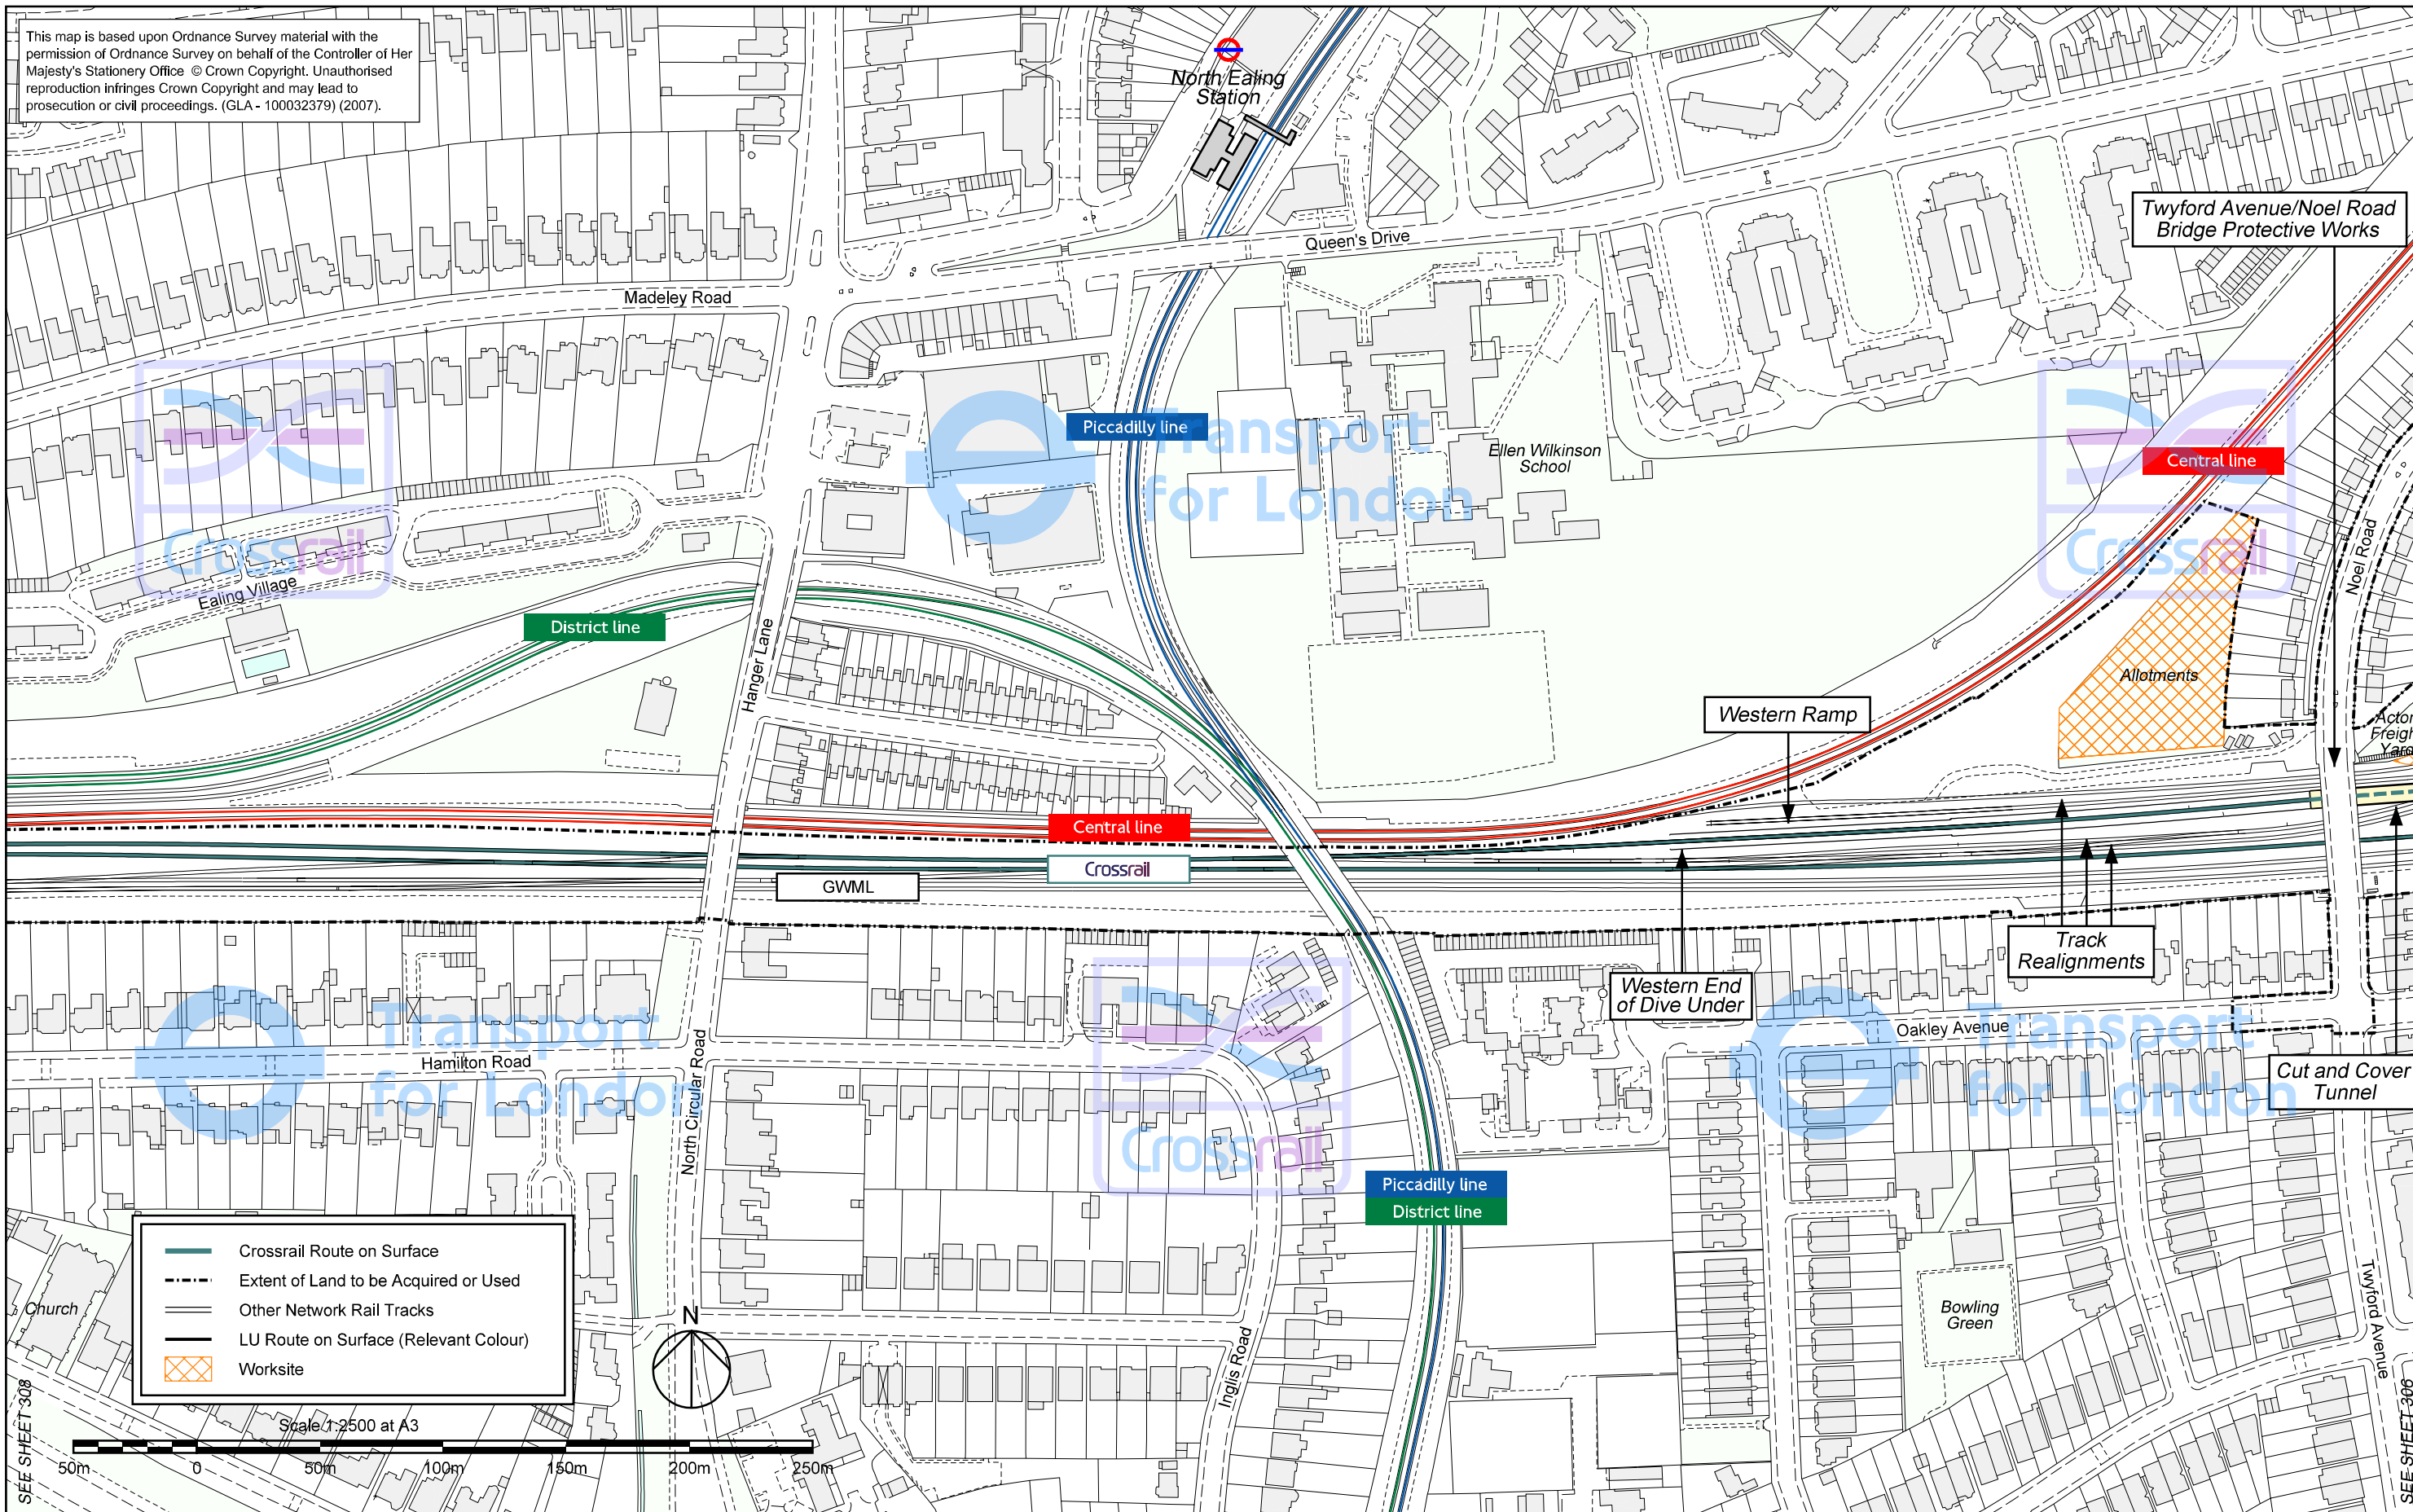 This map is based upon Ordnance Survey material with the
permission of Ordnance Survey on behalf of the Controller of Her
Majesty's Stationery Office © Crown Copyright. Unauthorised
reproduction infringes Crown Copyright and may lead to
prosecution or civil proceedings. (GLA - 100032379) (2007).
North Ealing
Station
Twyford Avenue/Noel Road
Bridge Protective Works
Queen's Drive
Madeley Road
Piccadilly line
Transport
for London
Ellen Wilkinson
School
Central line
Crossrail
Crossrail
Noel Road
Ealing Village
District line
Hanger Lane
Allotments
Western Ramp
Acton
Freight
Yard
Central line
Crossrail
GWML
Track
Realignments
Western End
of Dive Under
Oakley Avenue
Transport
for London
Transport
for London
Hamilton Road
North Circular Road
Crossrail
Cut and Cover
Tunnel
Piccadilly line
District line
Crossrail Route on Surface
Extent of Land to be Acquired or Used
Other Network Rail Tracks
LU Route on Surface (Relevant Colour)
Worksite
Church
N
Bowling
Green
Inglis Road
Twyford Avenue
SEE SHEET 308
SEE SHEET 306
Scale 1:2500 at A3
50m 0 50m 100m 150m 200m 250m